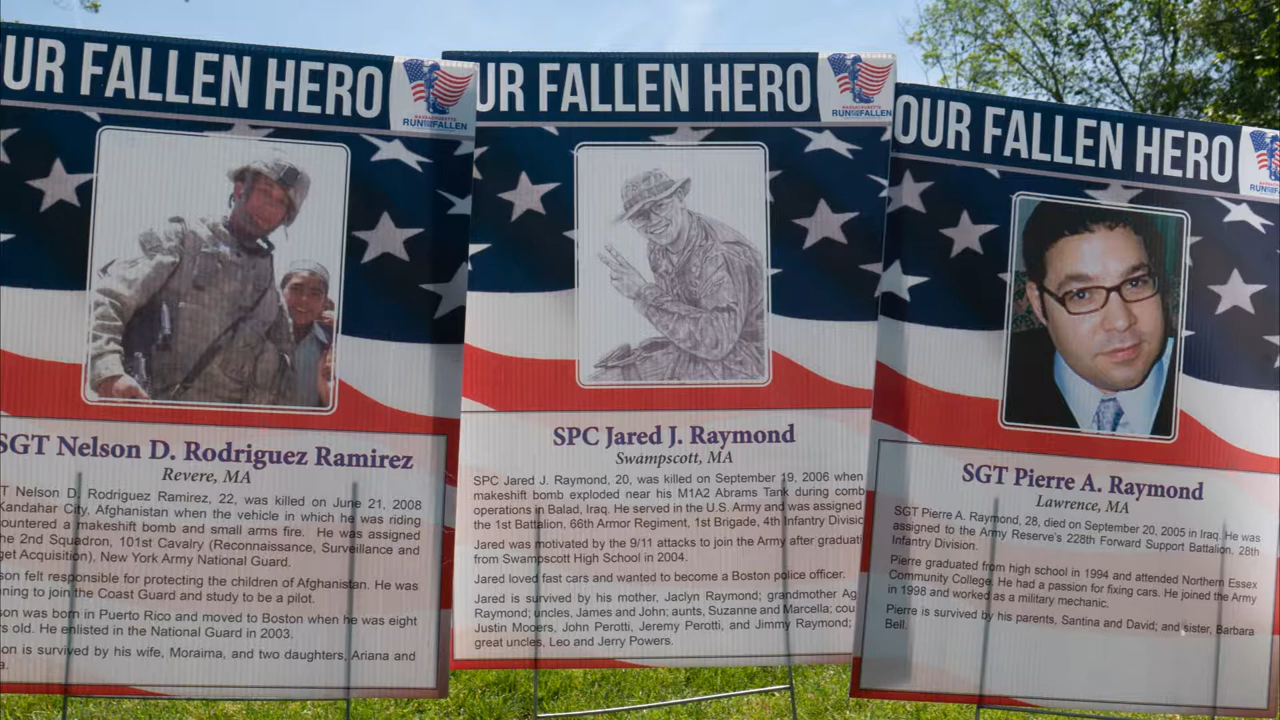 UR FALLEN HERO
MASSACHUSETTS
RUN FALLEN
SGT Nelson D. Rodriguez Ramirez
Revere, MA
T Nelson D. Rodriguez Ramirez, 22, was killed on June 21, 2008
Kandahar City, Afghanistan when the vehicle in which he was riding
ountered a makeshift bomb and small arms fire. He was assigned
he 2nd Squadron, 101st Cavalry (Reconnaissance, Surveillance and
get Acquisition), New York Army National Guard.
son felt responsible for protecting the children of Afghanistan. He was
ning to join the Coast Guard and study to be a pilot.
son was born in Puerto Rico and moved to Boston when he was eight
rs old. He enlisted in the National Guard in 2003.
on is survived by his wife, Moraima, and two daughters, Ariana and
a.
UR FALLEN HERO
MASSACHUSETTS
RUN FALLEN
SPC Jared J. Raymond
Swampscott, MA
SPC Jared J. Raymond, 20, was killed on September 19, 2006 when
makeshift bomb exploded near his M1A2 Abrams Tank during comb
operations in Balad, Iraq. He served in the U.S. Army and was assigned
the 1st Battalion, 66th Armor Regiment, 1st Brigade, 4th Infantry Divisio
Jared was motivated by the 9/11 attacks to join the Army after graduati
from Swampscott High School in 2004.
Jared loved fast cars and wanted to become a Boston police officer.
Jared is survived by his mother, Jaclyn Raymond; grandmother Ag
Raymond; uncles, James and John; aunts, Suzanne and Marcella; cou
Justin Mooers, John Perotti, Jeremy Perotti, and Jimmy Raymond;
great uncles, Leo and Jerry Powers.
OUR FALLEN HERO
RUN
SGT Pierre A. Raymond
Lawrence, MA
SGT Pierre A. Raymond, 28, died on September 20, 2005 in Iraq. He was
assigned to the Army Reserve's 228th Forward Support Battalion, 28th
Infantry Division.
Pierre graduated from high school in 1994 and attended Northern Essex
Community College. He had a passion for fixing cars. He joined the Army
in 1998 and worked as a military mechanic.
Pierre is survived by his parents, Santina and David; and sister, Barbara
Bell.